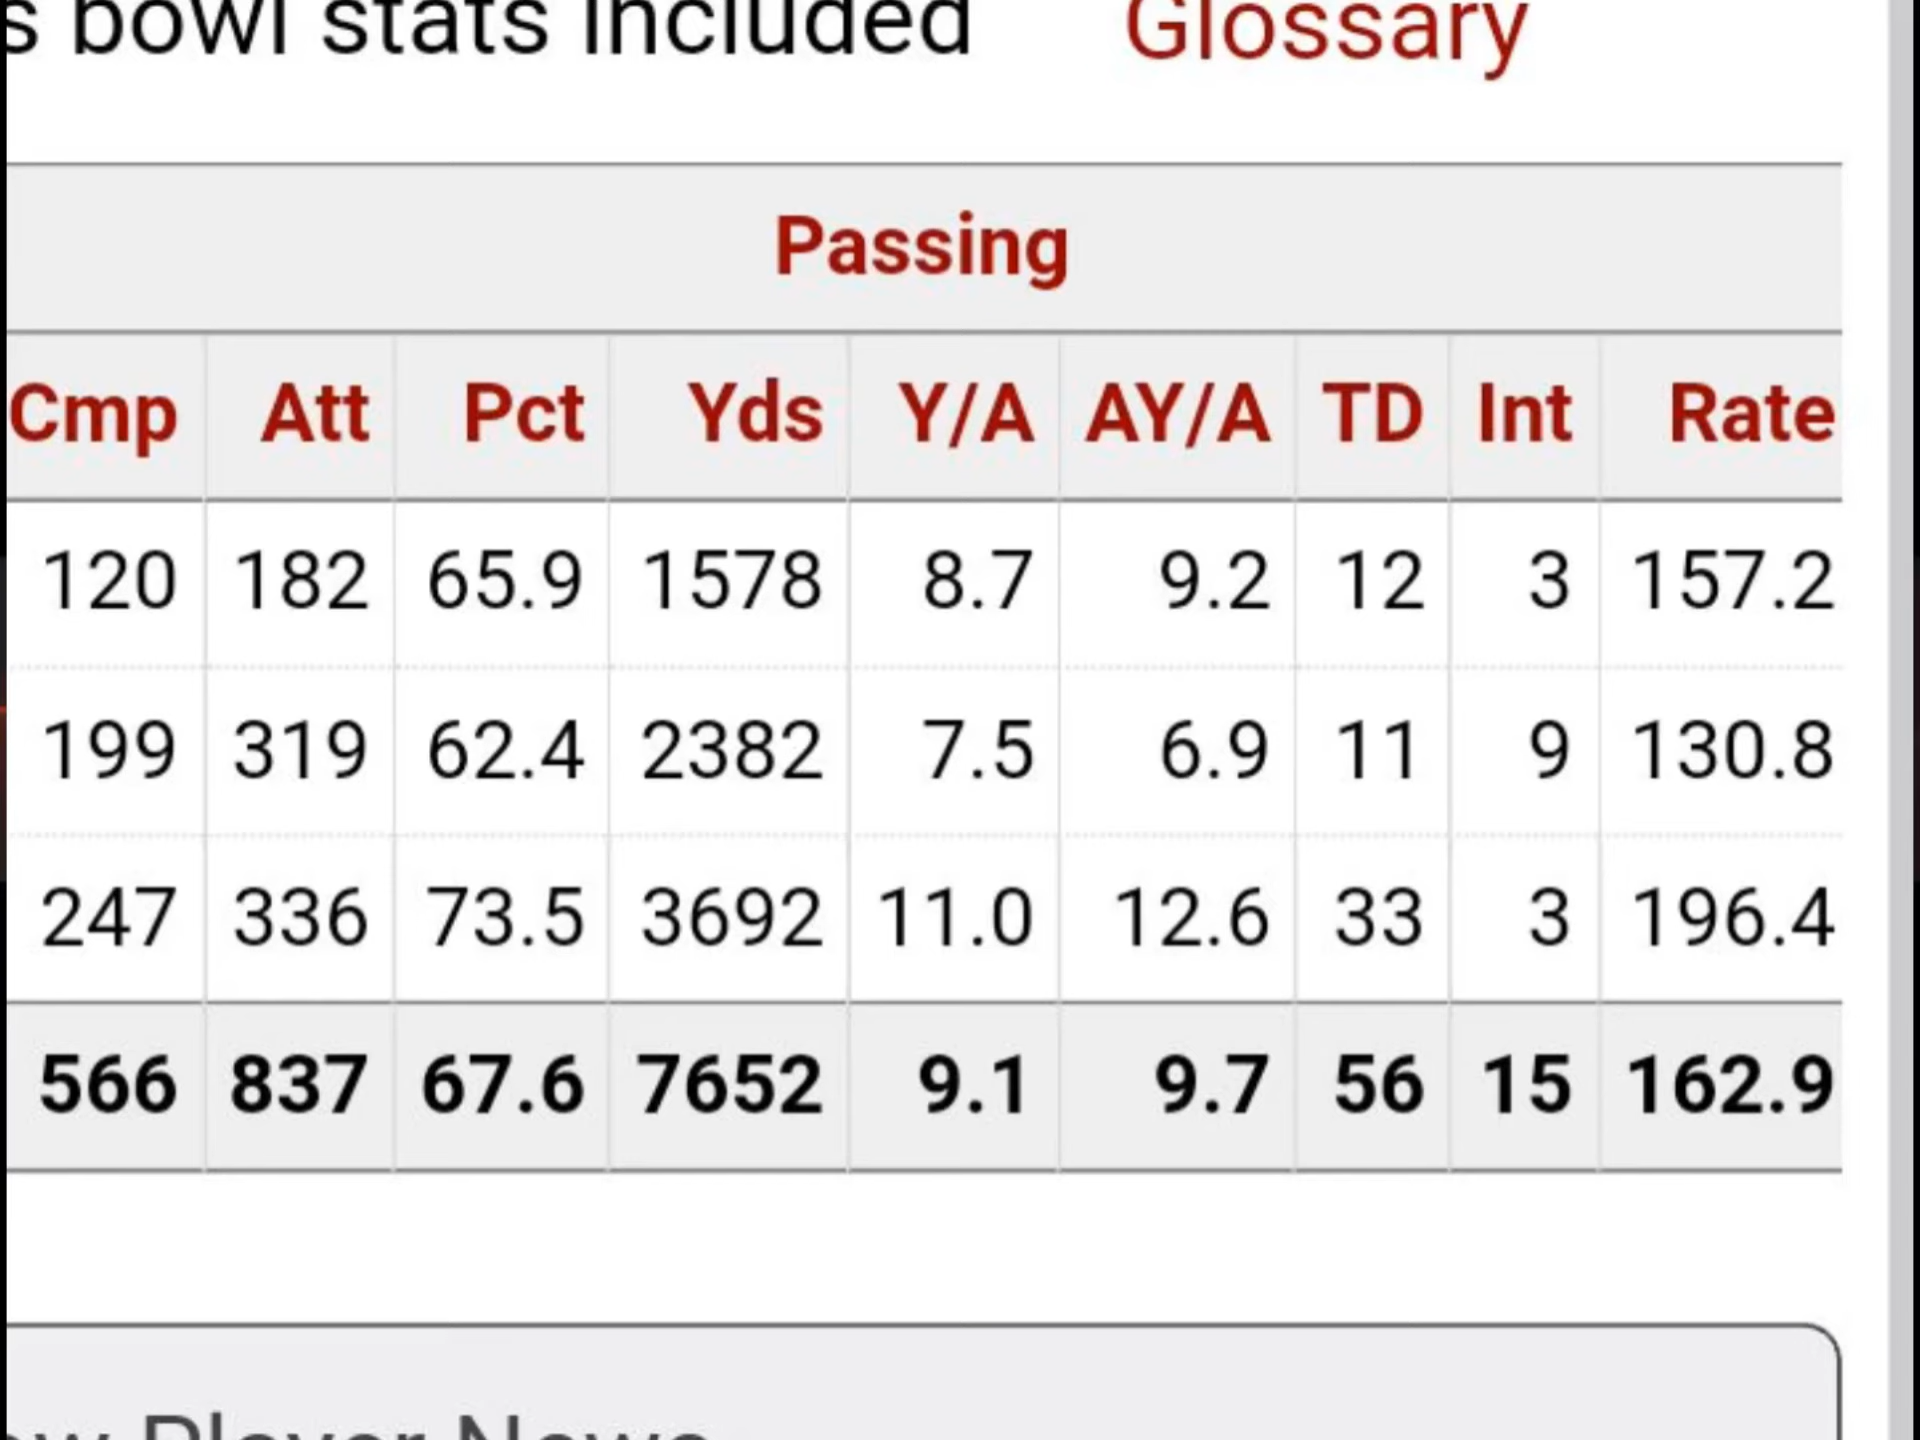 s bowl stats included Glossary
Passing
Cmp Att Pct Yds Y/A AY/A TD Int Rate
120 182 65.9 1578 8.7 9.2 12 3 157.2
199 319 62.4 2382 7.5 6.9 11 9 130.8
247 336 73.5 3692 11.0 12.6 33 3 196.4
566 837 67.6 7652 9.1 9.7 56 15 162.9
Player News